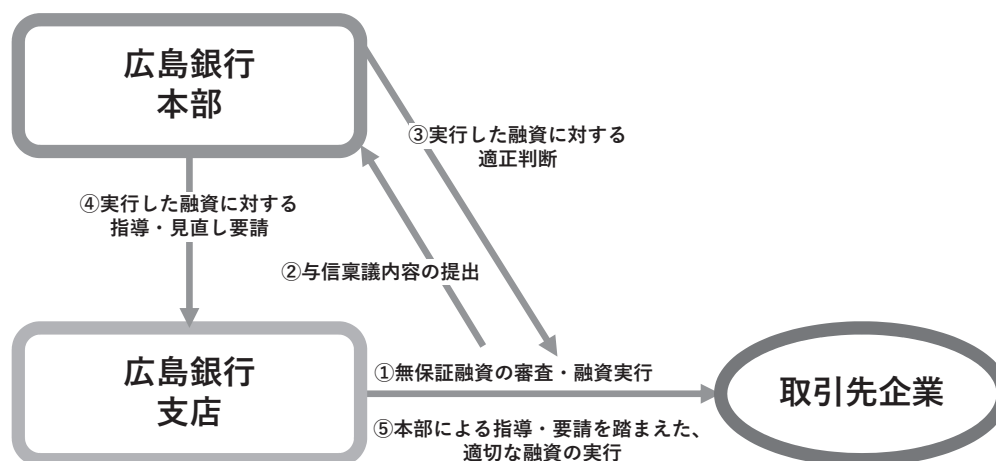 広島銀行
本部
③実行した融資に対する
適正判断
④実行した融資に対する
指導・見直し要請
②与信稟議内容の提出
広島銀行
支店
①無保証融資の審査・融資実行
取引先企業
⑤本部による指導・要請を踏まえた、
適切な融資の実行